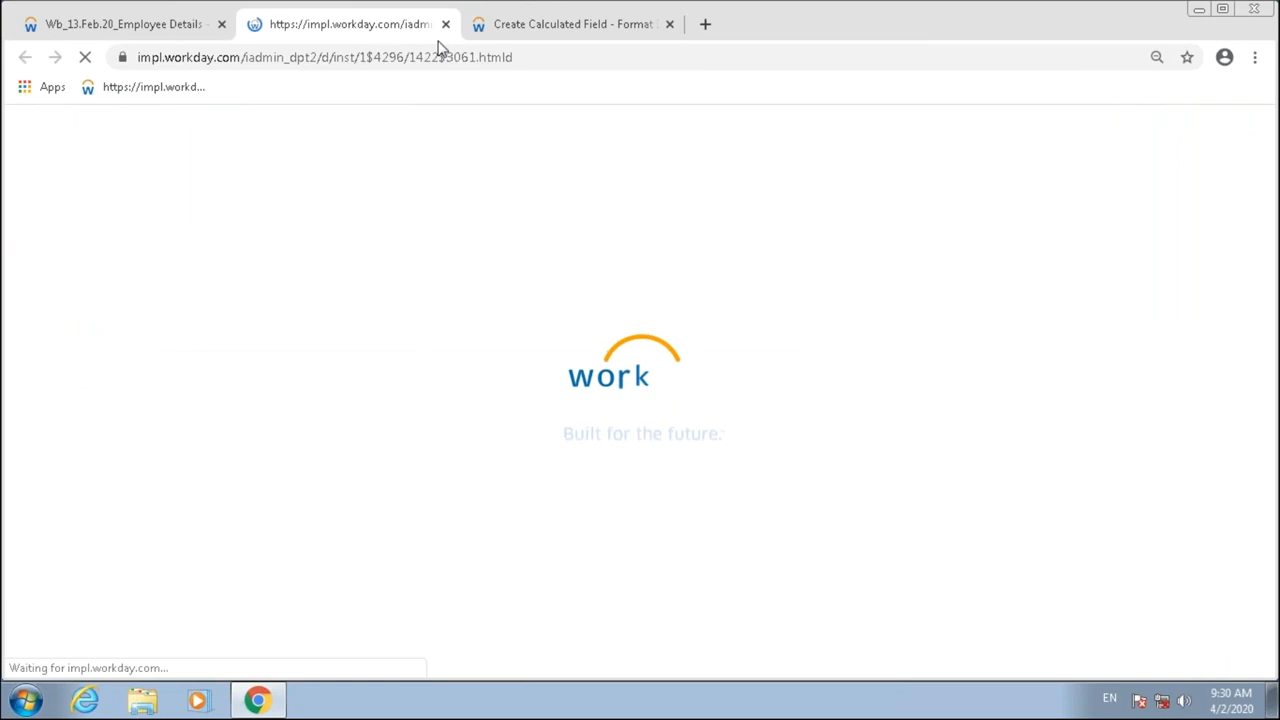 Wb_13.Feb.20_Employee Details -
https://impl.workday.com/iadmi
Create Calculated Field - Format
impl.workday.com/iadmin_dpt2/d/inst/1$4296/142293061.htmld
Apps
https://impl.workd...
work
Built for the future.
Waiting for impl.workday.com...
EN
9:30 AM
4/2/2020